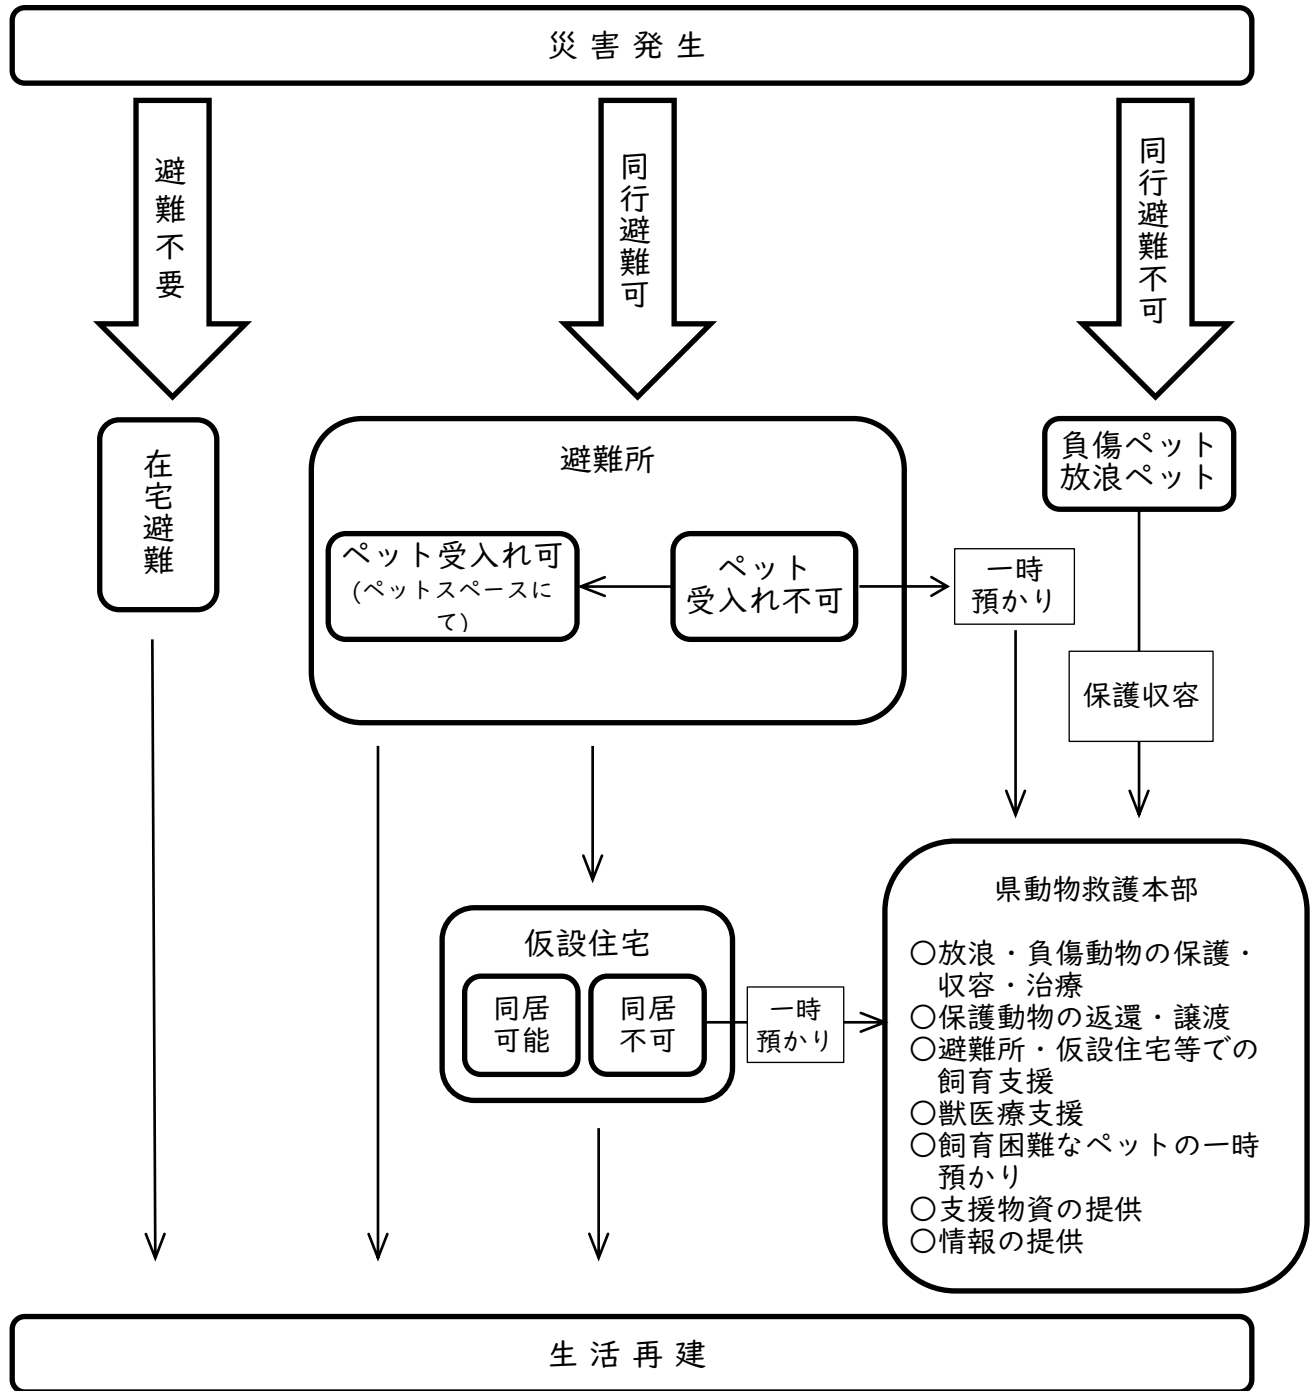 災害発生
避難不要
同行避難可
同行避難不可
在宅避難
避難所
ペット受入れ可
(ペットスペースに
て)
ペット
受入れ不可
一時
預かり
負傷ペット
放浪ペット
保護収容
仮設住宅
同居
可能
同居
不可
一時
預かり
県動物救護本部
○放浪・負傷動物の保護・
収容・治療
○保護動物の返還・譲渡
○避難所・仮設住宅等での
飼育支援
○獣医療支援
○飼育困難なペットの一時
預かり
○支援物資の提供
○情報の提供
生活再建